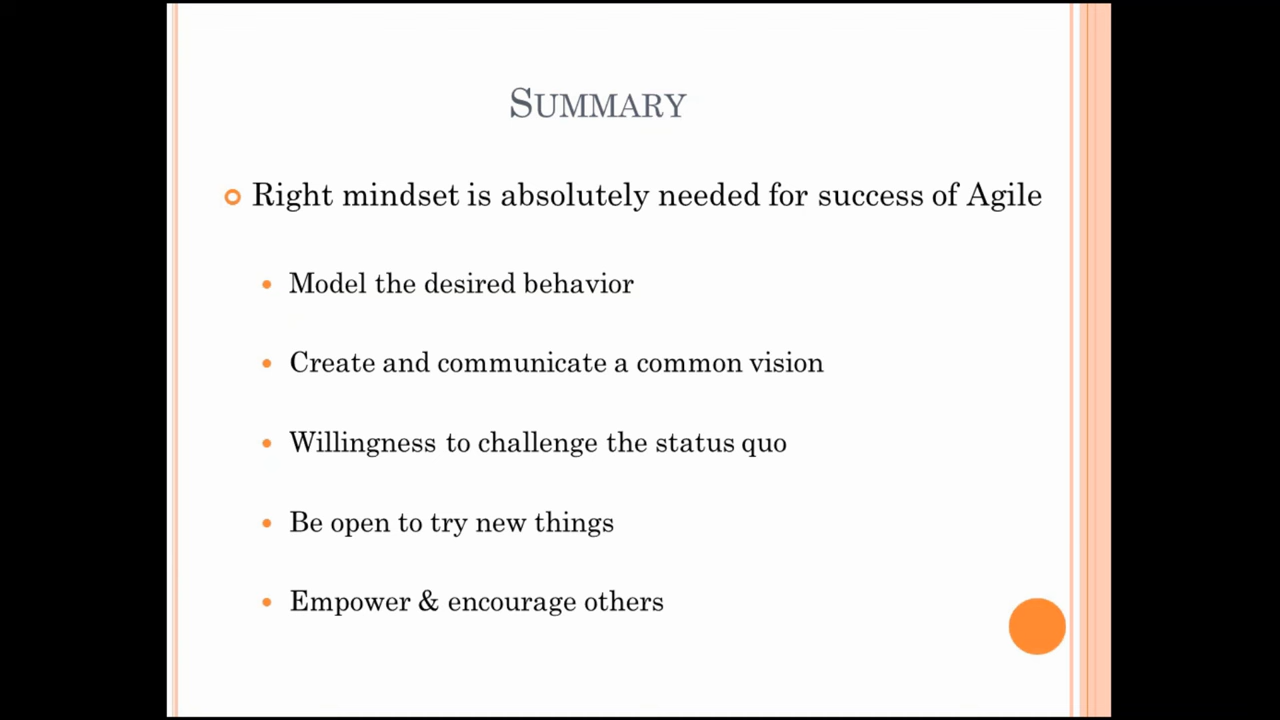 SUMMARY
Right mindset is absolutely needed for success of Agile
Model the desired behavior
Create and communicate a common vision
Willingness to challenge the status quo
Be open to try new things
Empower & encourage others